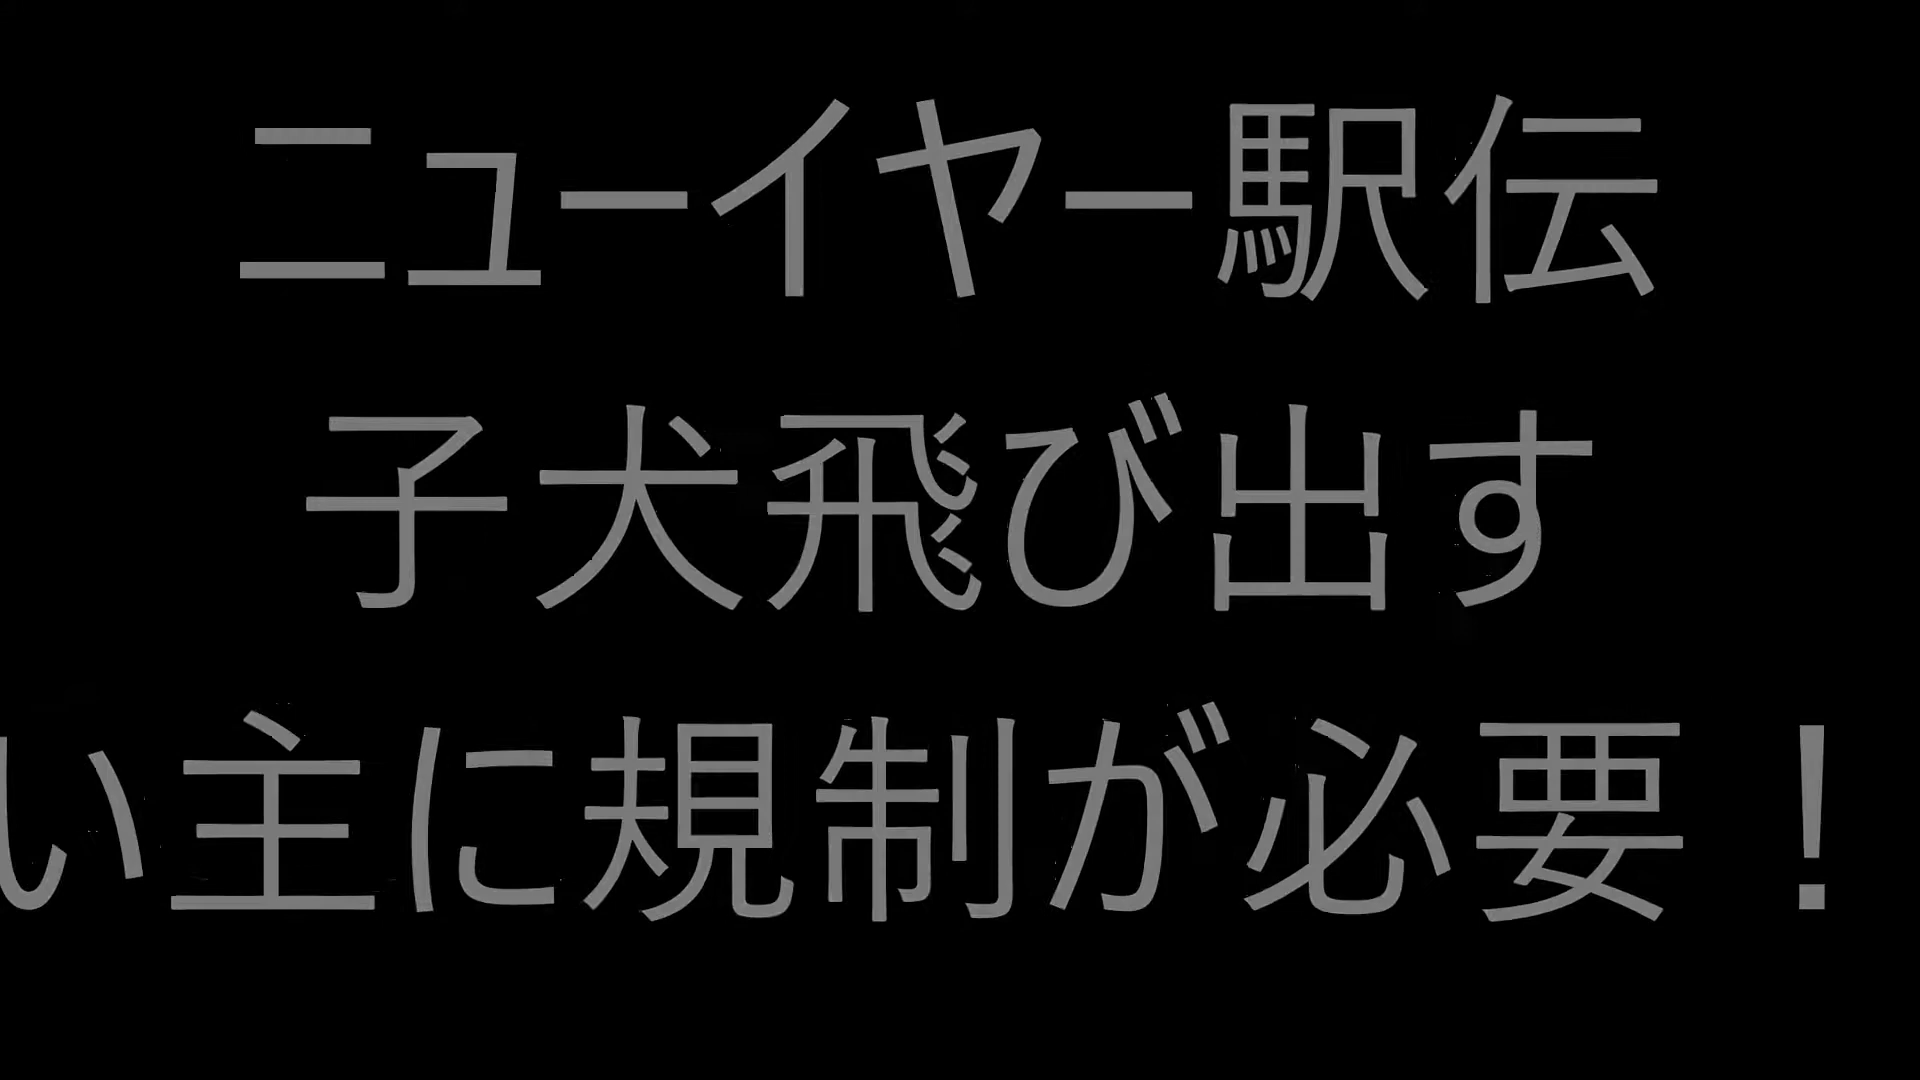 ニューイヤー駅伝
子犬飛び出す
い主に規制が必要！